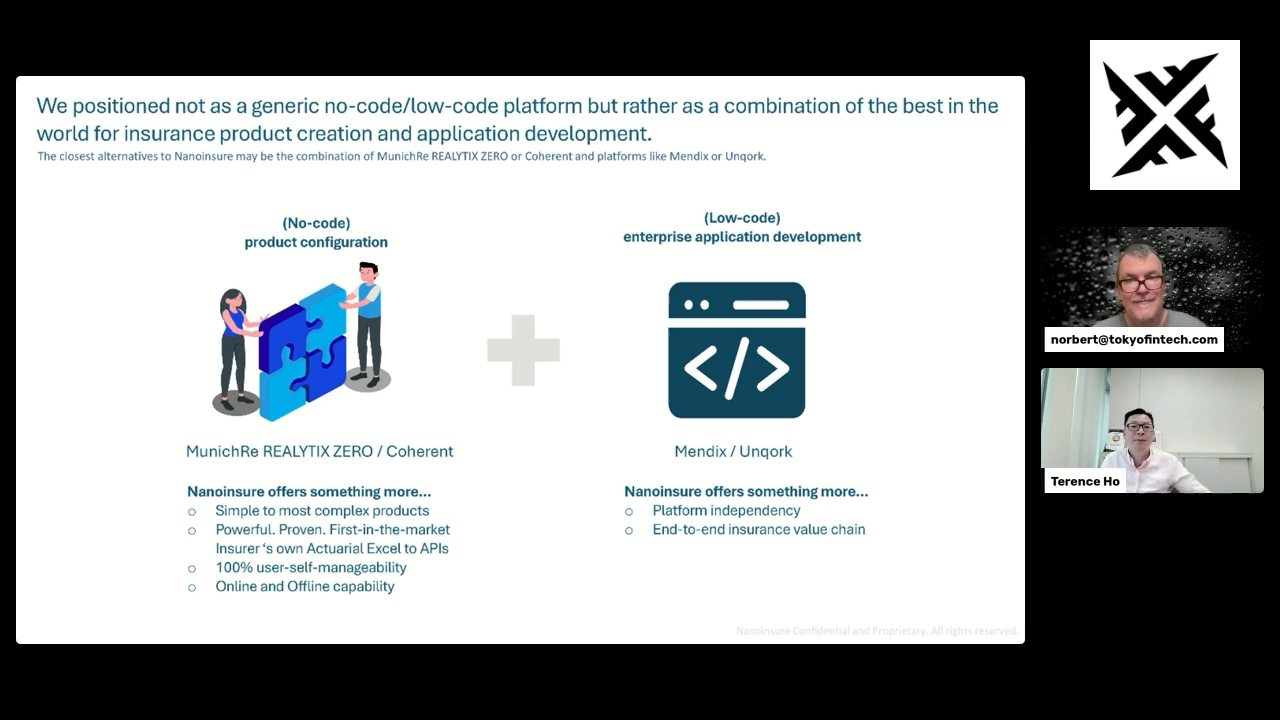 We positioned not as a generic no-code/low-code platform but rather as a combination of the best in the
world for insurance product creation and application development.
The closest alternatives to Nanoinsure may be the combination of MunichRe REALYTIX ZERO or Coherent and platforms like Mendix or Unqork.
(No-code)
product configuration
MunichRe REALYTIX ZERO / Coherent
Nanoinsure offers something more...
o Simple to most complex products
o Powerful. Proven. First-in-the-market
Insurer ‘s own Actuarial Excel to APIs
o 100% user-self-manageability
o Online and Offline capability
(Low-code)
enterprise application development
</>
Mendix / Unqork
Nanoinsure offers something more...
o Platform independency
o End-to-end insurance value chain
Nanoinsure Confidential and Proprietary. All rights reserved.
norbert@tokyofintech.com
Terence Ho